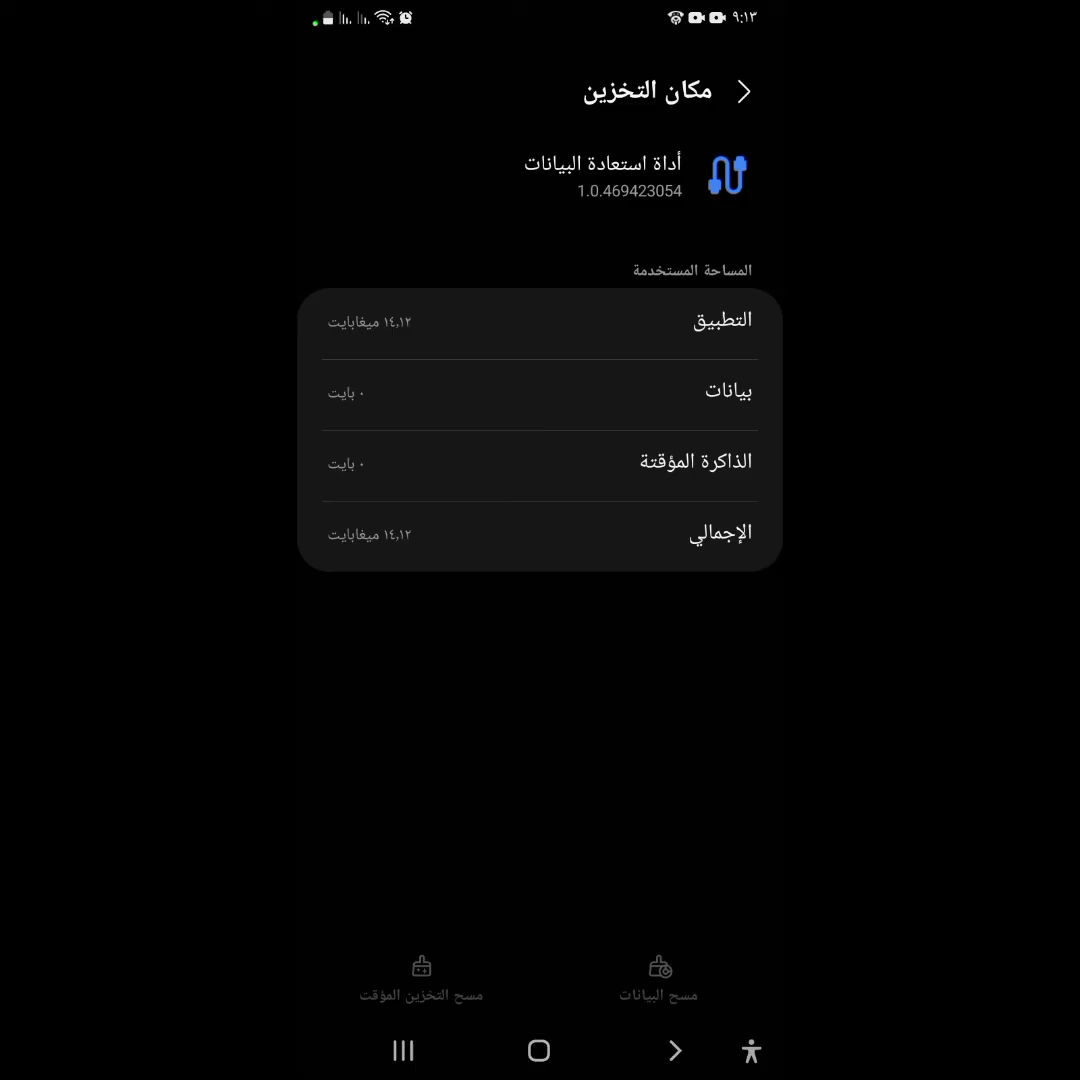 ٩:١٣
مكان التخزين
أداة استعادة البيانات
1.0.469423054
المساحة المستخدمة
التطبيق
١٤,١٢ ميغابايت
بيانات
٠ بايت
الذاكرة المؤقتة
٠ بايت
الإجمالي
١٤,١٢ ميغابايت
مسح البيانات
مسح التخزين المؤقت